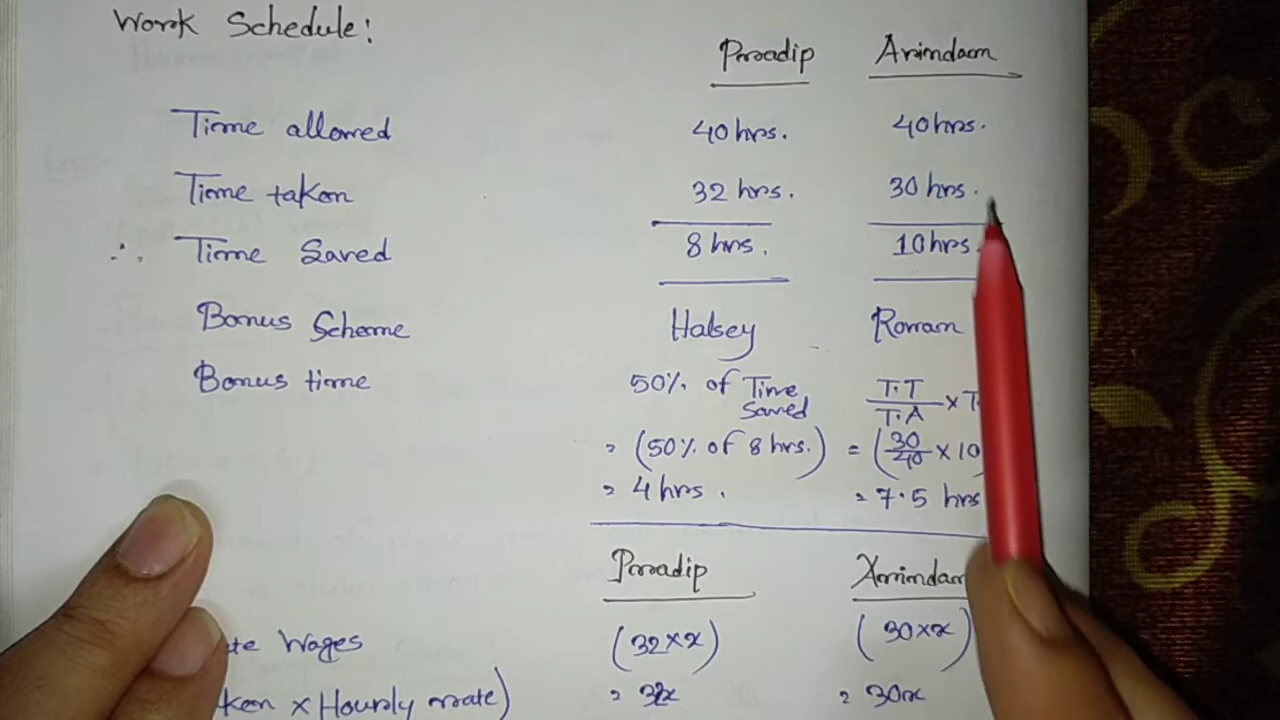 Work Schedule:
Pradip Arindam
Time allowed 40 hrs. 40 hrs.
Time taken 32 hrs. 30 hrs.
∴ Time Saved 8 hrs. 10 hrs.
Bonus Scheme Halsey Rowan
Bonus time 50% of Time Saved T.T/T.A × T
= (50% of 8 hrs.) = (30/40 × 10
= 4 hrs. = 7.5 hrs
Pradip Arindam
Wages (32 × x) (30 × x)
× Hourly rate) = 32x = 30x